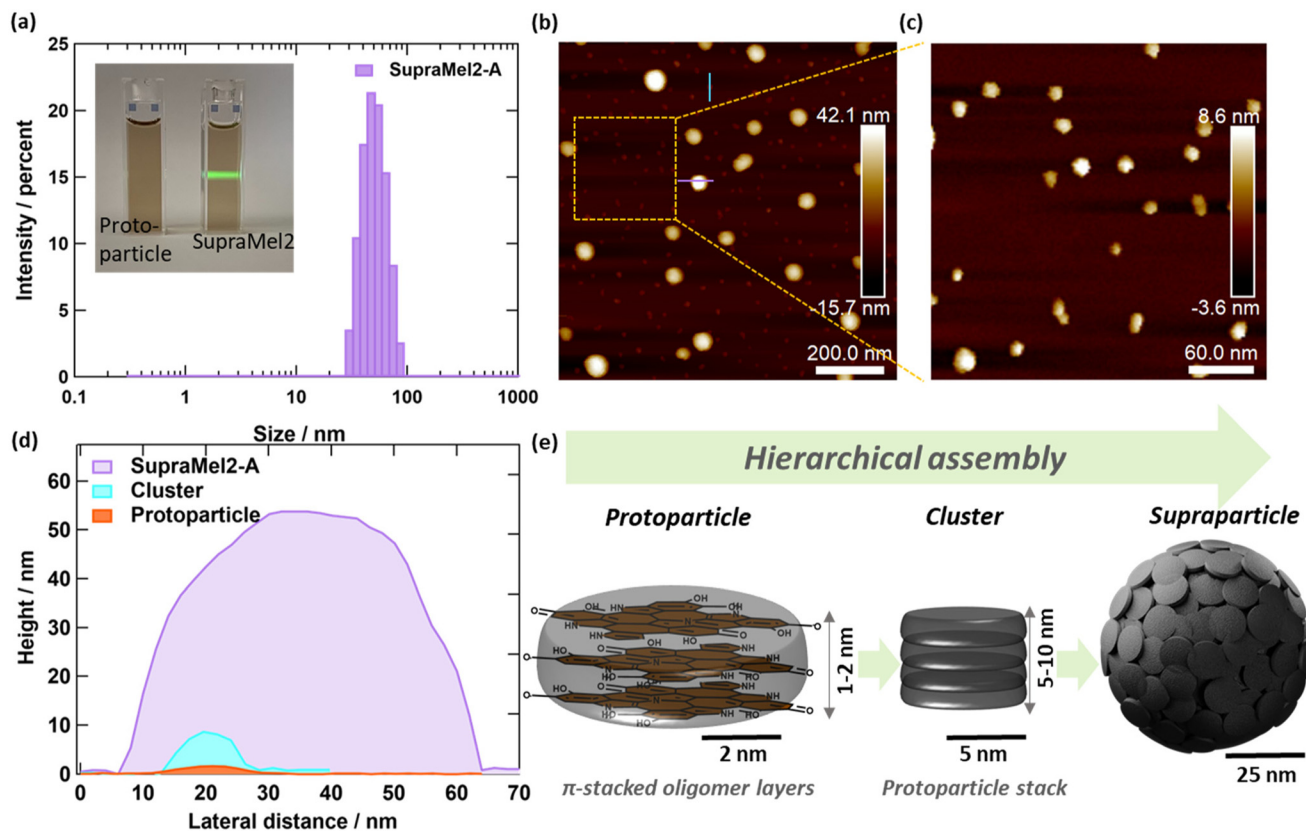 (a)
25
20
15
10
5
0
Intensity / percent
SupraMel2-A
Proto-
particle
SupraMel2
0.1
1
10
100
1000
Size / nm
(b)
42.1 nm
-15.7 nm
200.0 nm
(c)
8.6 nm
-3.6 nm
60.0 nm
(d)
60
50
40
30
20
10
0
Height / nm
SupraMel2-A
Cluster
Protoparticle
0
10
20
30
40
50
60
70
Lateral distance / nm
(e)
Hierarchical assembly
Protoparticle
Cluster
Supraparticle
1-2 nm
5-10 nm
2 nm
5 nm
25 nm
π-stacked oligomer layers
Protoparticle stack